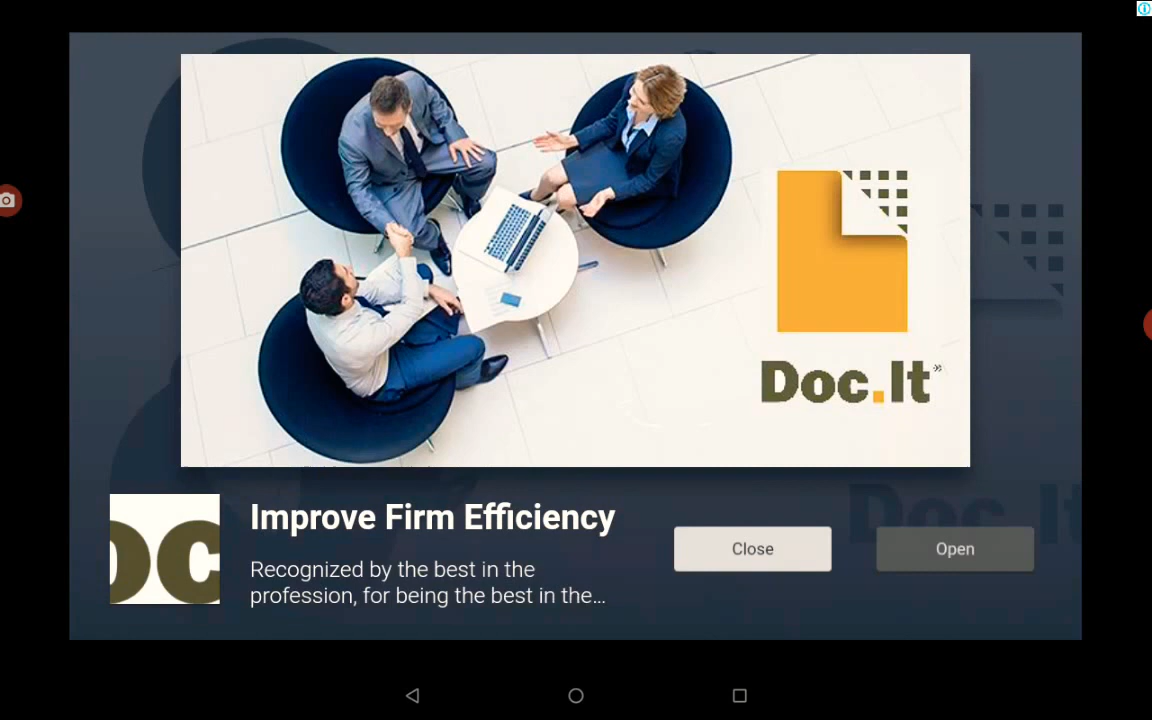 Doc.It
Improve Firm Efficiency
Recognized by the best in the
profession, for being the best in the...
Close
Open